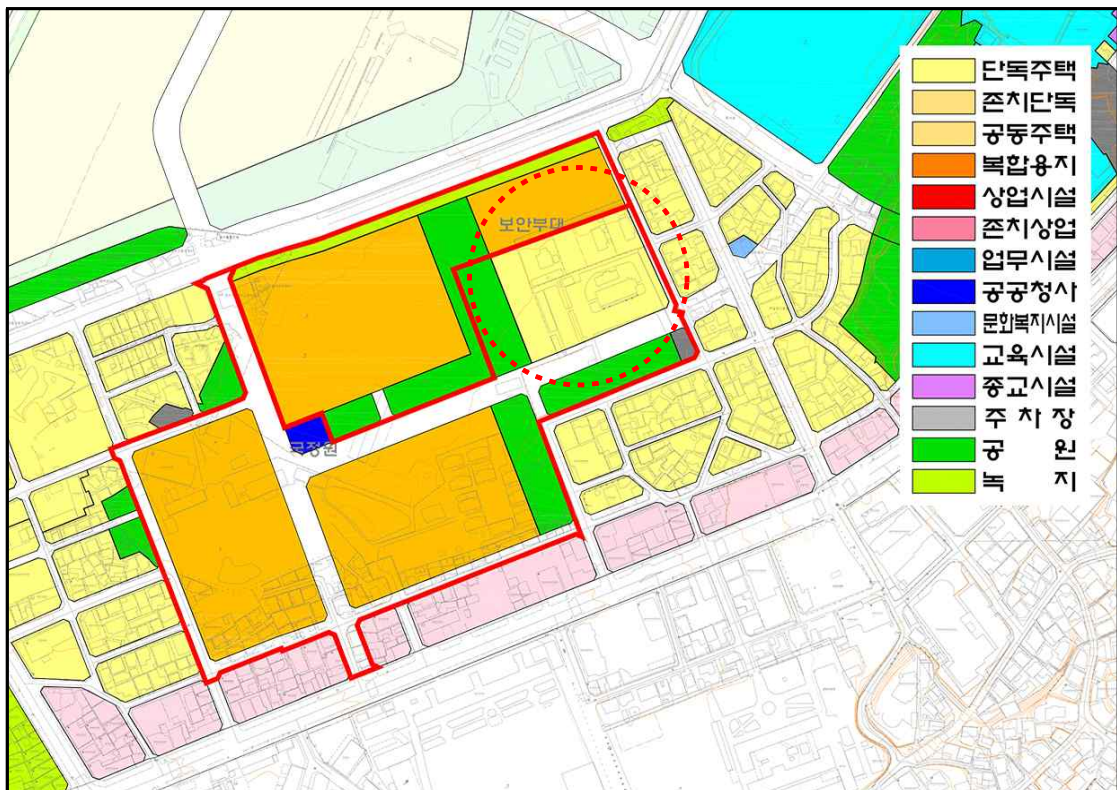 단독주택
존치단독
공동주택
복합용지
상업시설
존치상업
업무시설
공공청사
문화복지시설
교육시설
종교시설
주 차 장
공 원
녹 지
보안부대
국정원